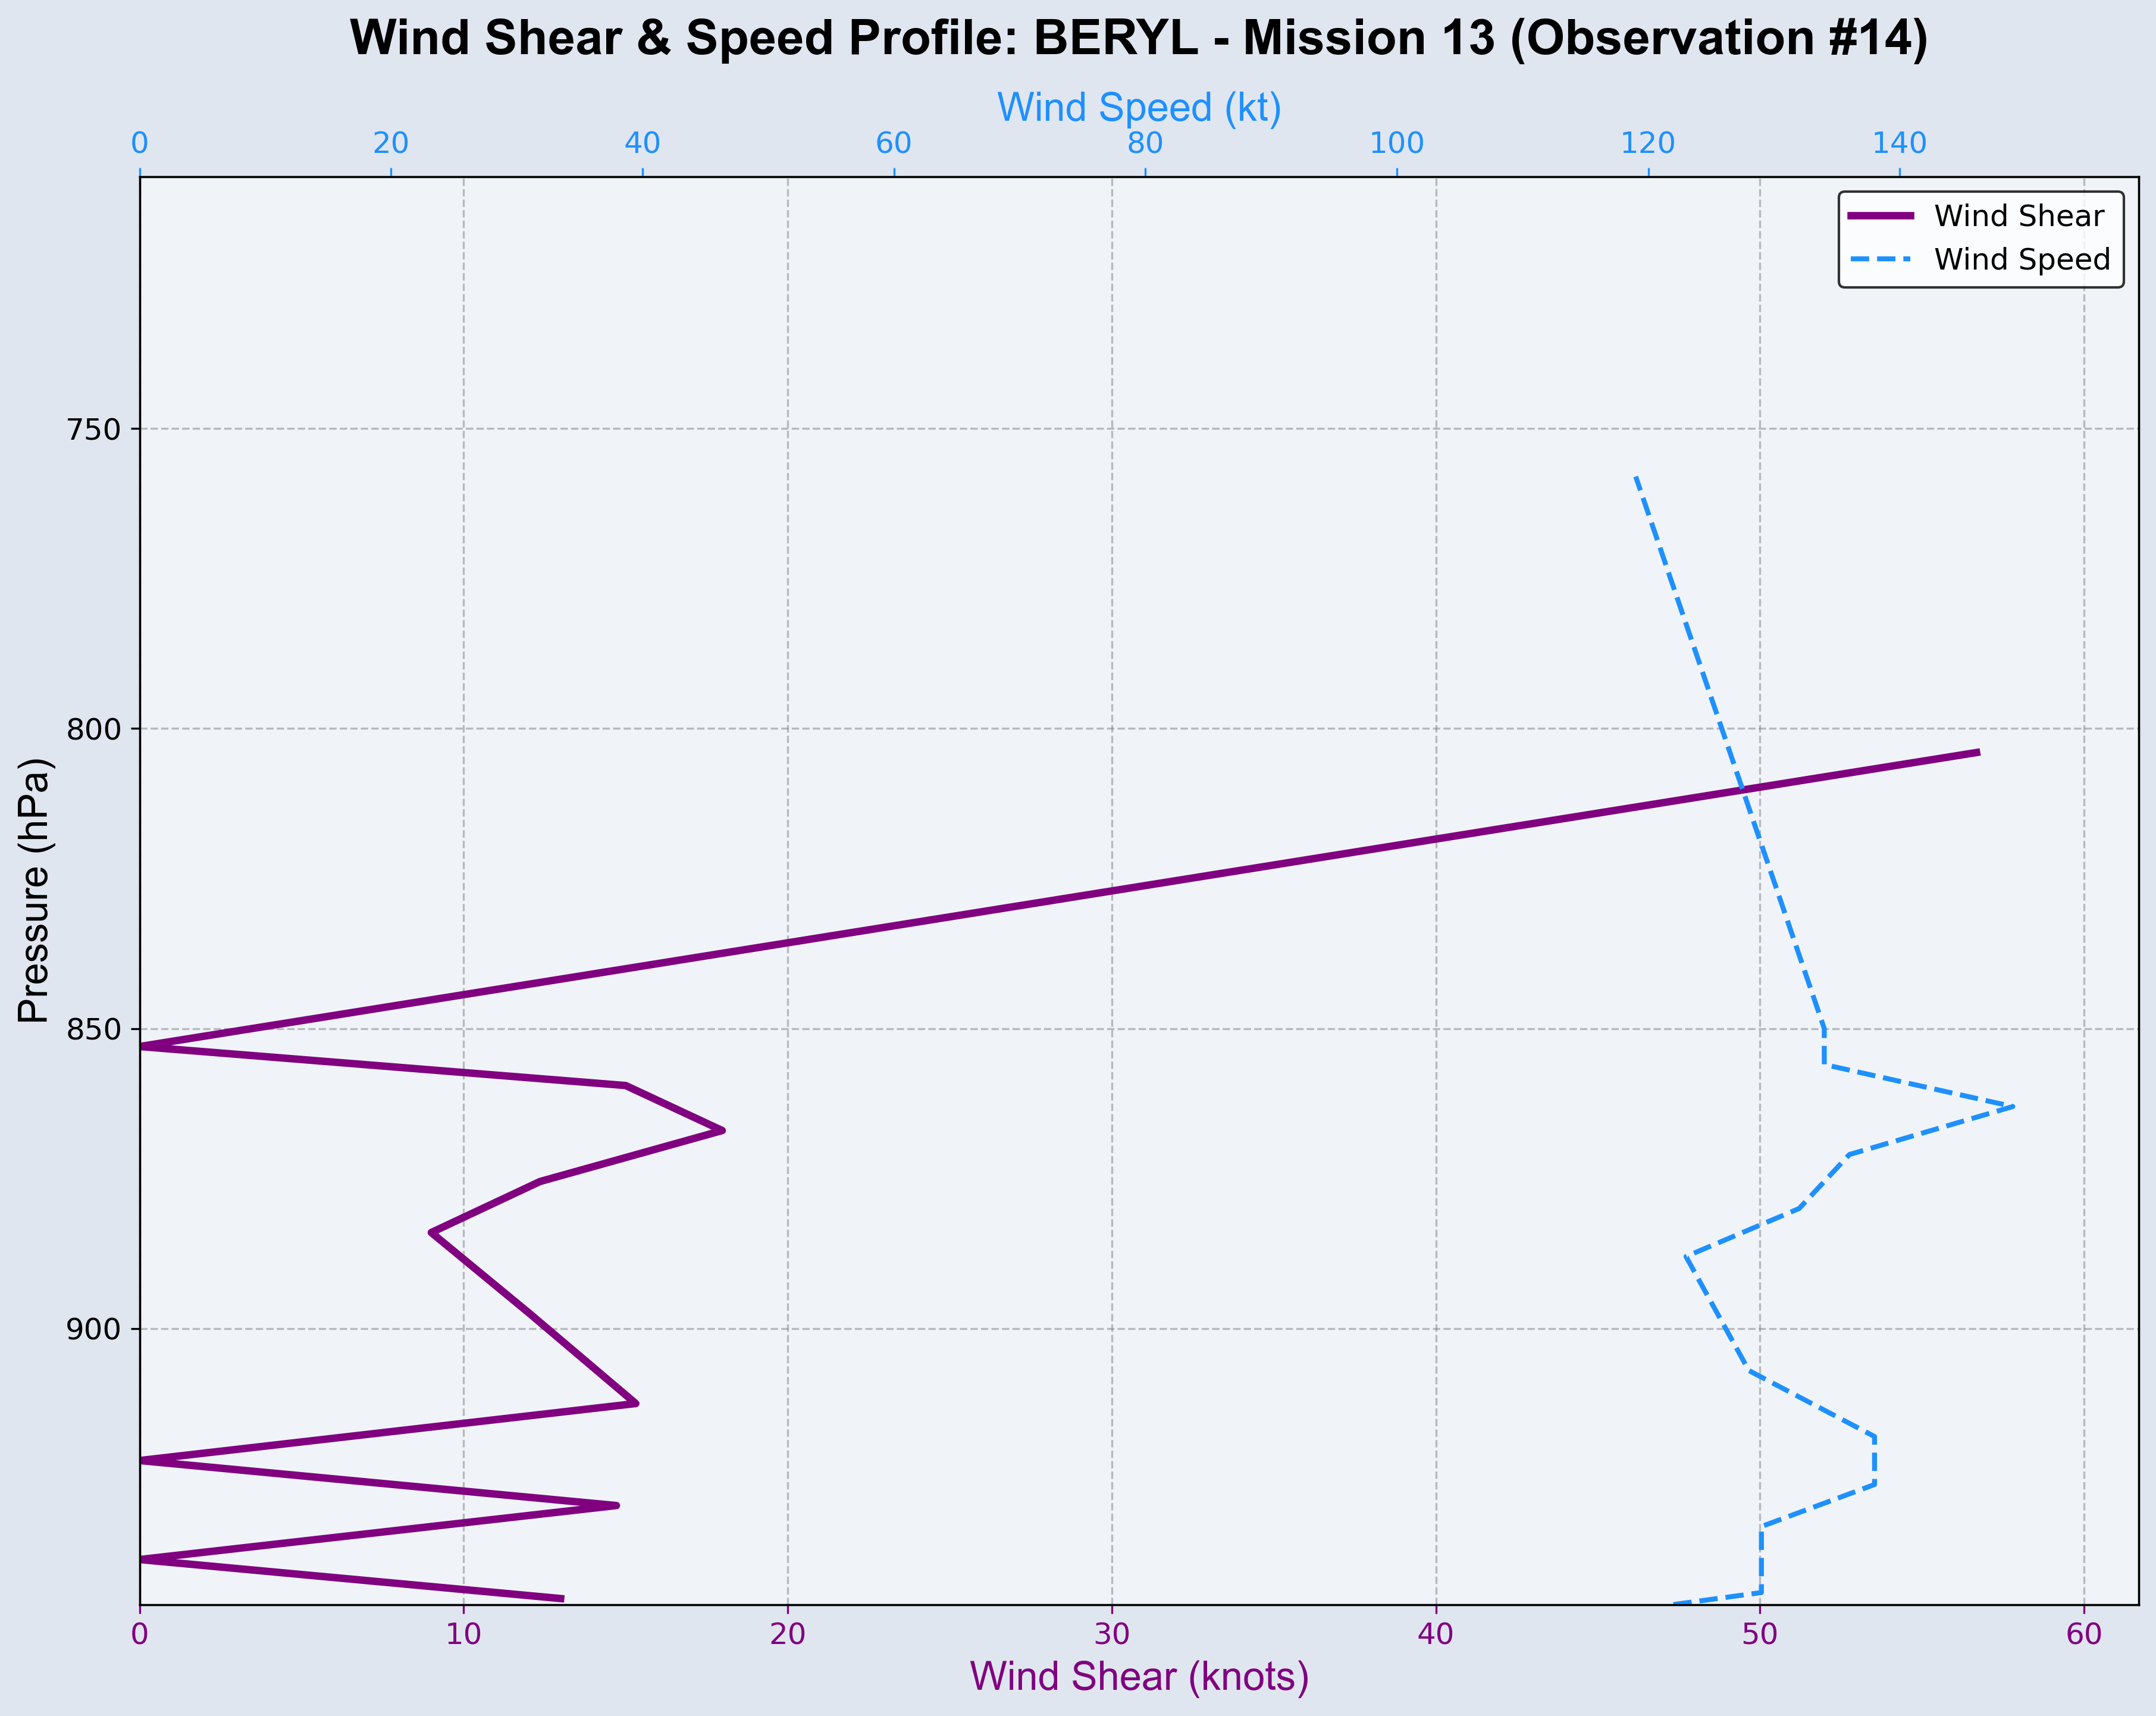 Wind Shear & Speed Profile: BERYL - Mission 13 (Observation #14)
Wind Speed (kt)
0 20 40 60 80 100 120 140
Wind Shear
Wind Speed
750
800
850
900
Pressure (hPa)
0 10 20 30 40 50 60
Wind Shear (knots)